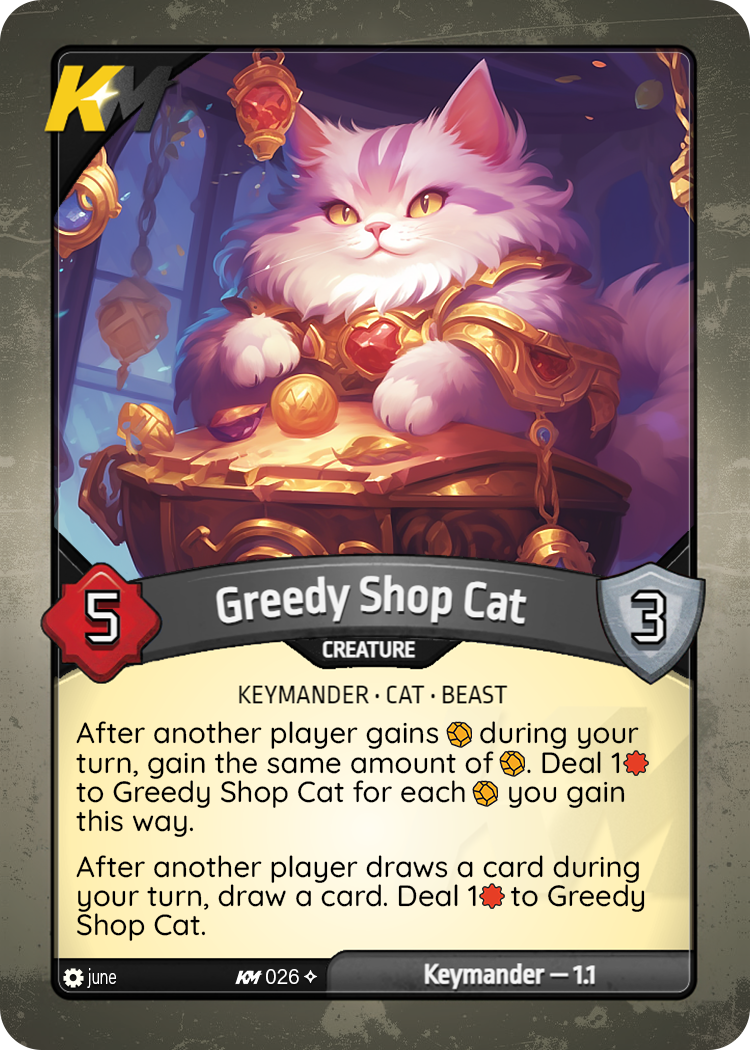 KM
Greedy Shop Cat
5
3
CREATURE
KEYMANDER · CAT · BEAST
After another player gains during your
turn, gain the same amount of . Deal 1
to Greedy Shop Cat for each you gain
this way.
After another player draws a card during
your turn, draw a card. Deal 1 to Greedy
Shop Cat.
june
KM 026
Keymander — 1.1